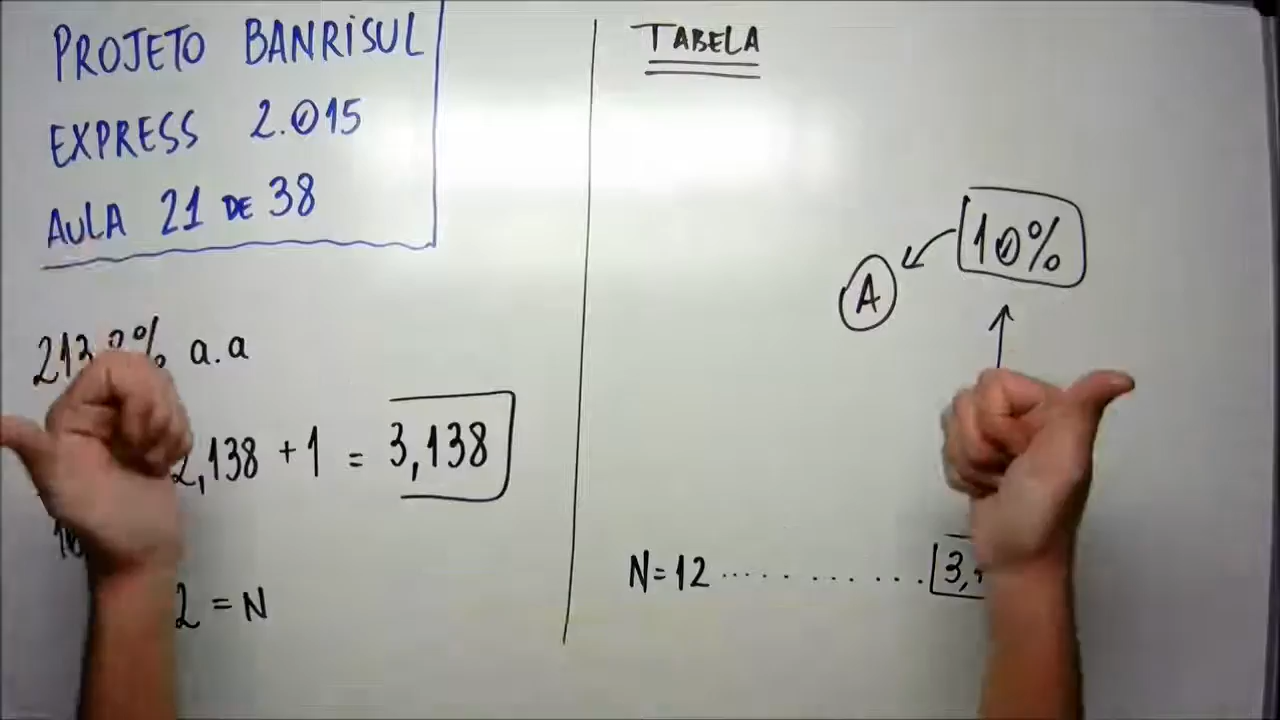 PROJETO BANRISUL
EXPRESS 2.015
AULA 21 DE 38
a.a
2,138 + 1 = 3,138
2 = N
TABELA
10%
A
N = 12 ..........